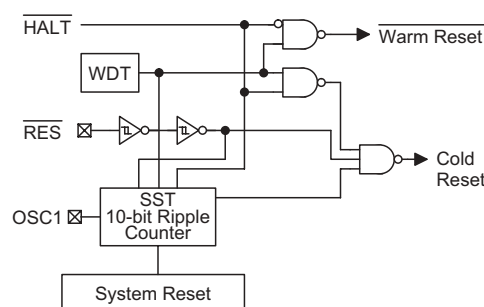 HALT
Warm Reset
WDT
RES
Cold
Reset
SST
10-bit Ripple
Counter
OSC1
System Reset